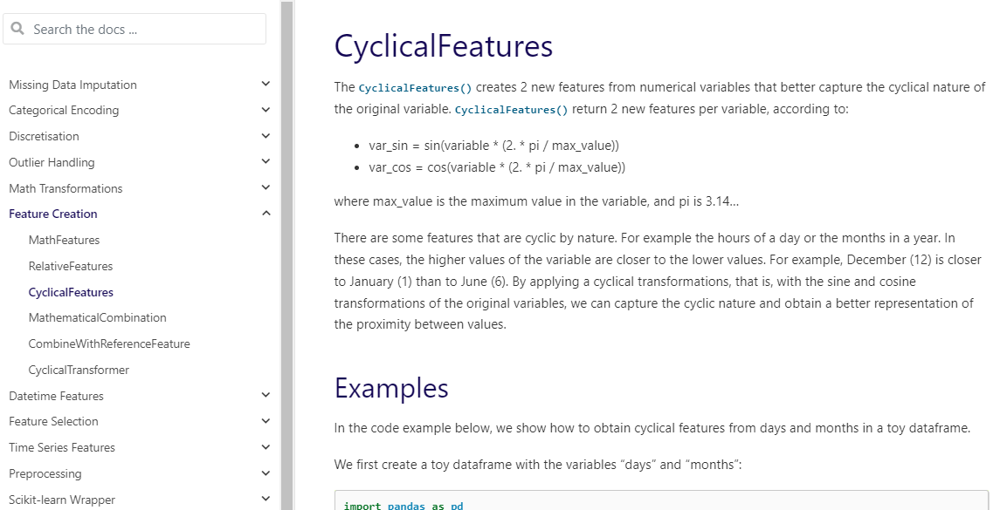 Search the docs ...
Missing Data Imputation
Categorical Encoding
Discretisation
Outlier Handling
Math Transformations
Feature Creation
MathFeatures
RelativeFeatures
CyclicalFeatures
MathematicalCombination
CombineWithReferenceFeature
CyclicalTransformer
Datetime Features
Feature Selection
Time Series Features
Preprocessing
Scikit-learn Wrapper
CyclicalFeatures
The CyclicalFeatures() creates 2 new features from numerical variables that better capture the cyclical nature of
the original variable. CyclicalFeatures() return 2 new features per variable, according to:
• var_sin = sin(variable * (2. * pi / max_value))
• var_cos = cos(variable * (2. * pi / max_value))
where max_value is the maximum value in the variable, and pi is 3.14…
There are some features that are cyclic by nature. For example the hours of a day or the months in a year. In
these cases, the higher values of the variable are closer to the lower values. For example, December (12) is closer
to January (1) than to June (6). By applying a cyclical transformations, that is, with the sine and cosine
transformations of the original variables, we can capture the cyclic nature and obtain a better representation of
the proximity between values.
Examples
In the code example below, we show how to obtain cyclical features from days and months in a toy dataframe.
We first create a toy dataframe with the variables “days” and “months”:
import pandas as pd